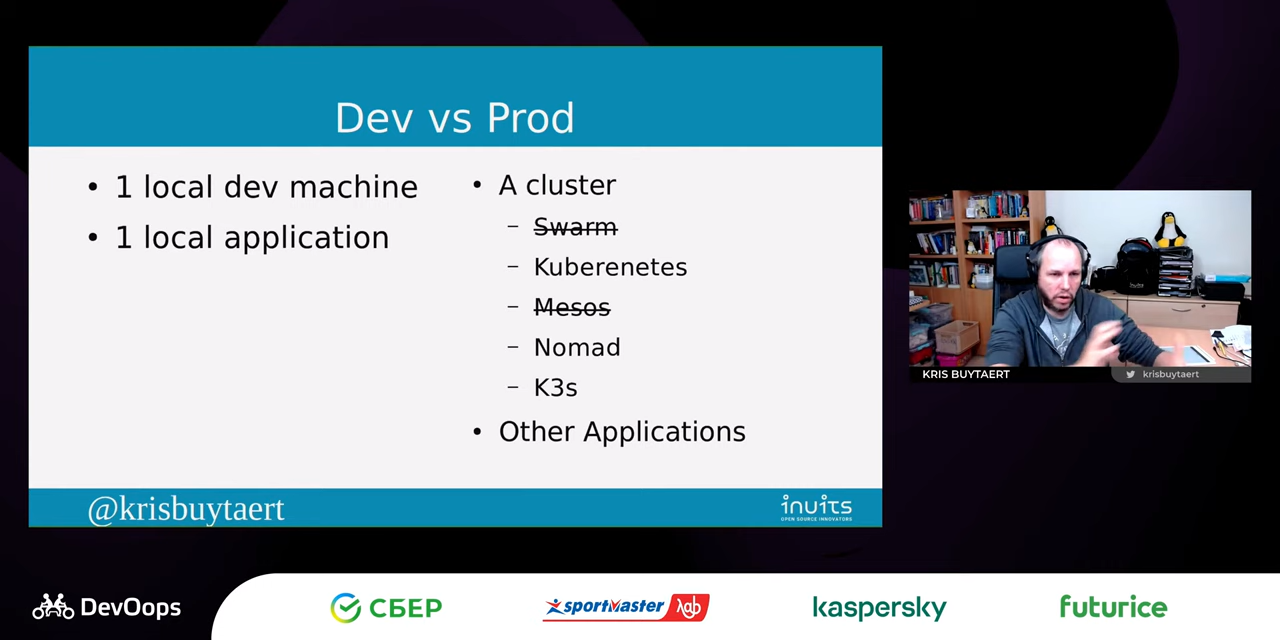 Dev vs Prod
• 1 local dev machine
• 1 local application
• A cluster
– Swarm
– Kuberenetes
– Mesos
– Nomad
– K3s
• Other Applications
@krisbuytaert
inuits
OPEN SOURCE INNOVATORS
KRIS BUYTAERT
krisbuytaert
DevOops
СБЕР
sportmaster лаб
kaspersky
futurice